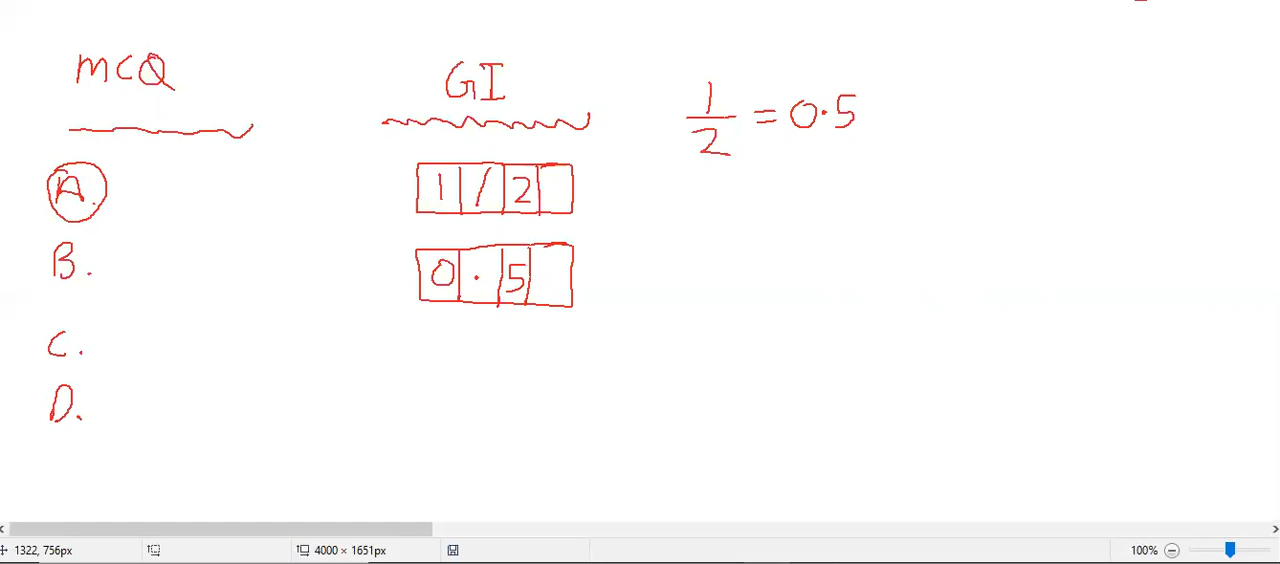 MCQ
GI
1/2 = 0.5
A.
1/2
B.
0.5
C.
D.
1322, 756px
4000 × 1651px
100%